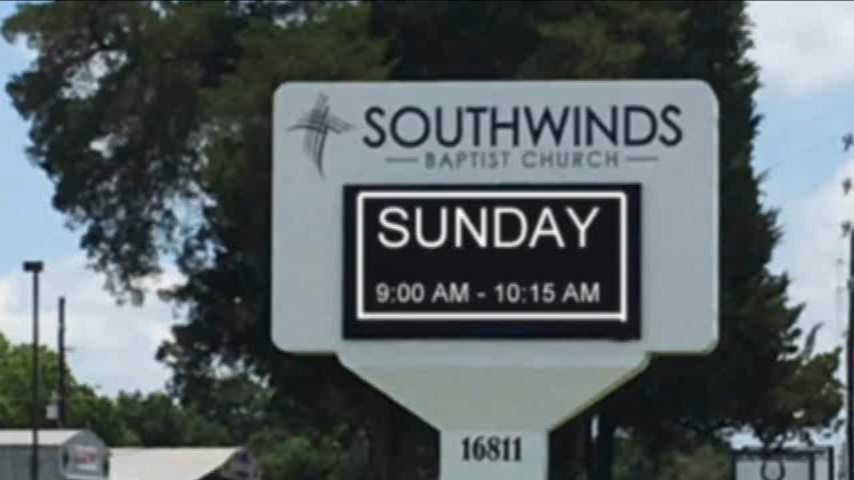 SOUTHWINDS
BAPTIST CHURCH
SUNDAY
9:00 AM - 10:15 AM
16811